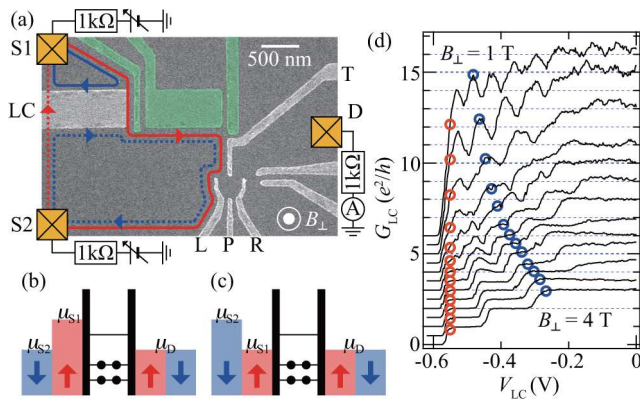 (a)
S1
1kΩ
500 nm
T
LC
D
1kΩ
A
S2
B⊥
1kΩ
L P R
(b)
μS2
μS1
μD
(c)
μS2
μS1
μD
(d)
B⊥ = 1 T
15
10
5
0
GLC (e²/h)
B⊥ = 4 T
-0.6 -0.4 -0.2 0
VLC (V)